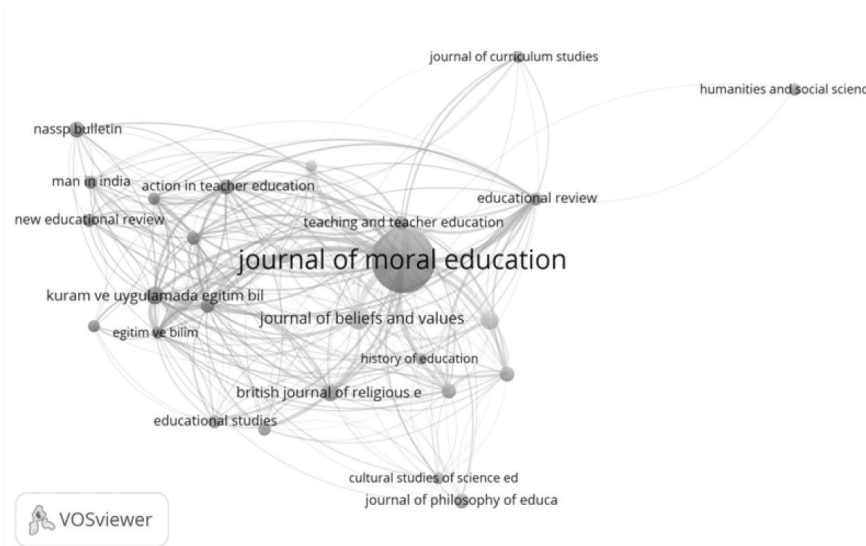 journal of curriculum studies
humanities and social scienc
nassp bulletin
man in india
action in teacher education
educational review
new educational review
teaching and teacher education
journal of moral education
kuram ve uygulamada egitim bil
journal of beliefs and values
egitim ve bilim
history of education
british journal of religious e
educational studies
cultural studies of science ed
journal of philosophy of educa
VOSviewer